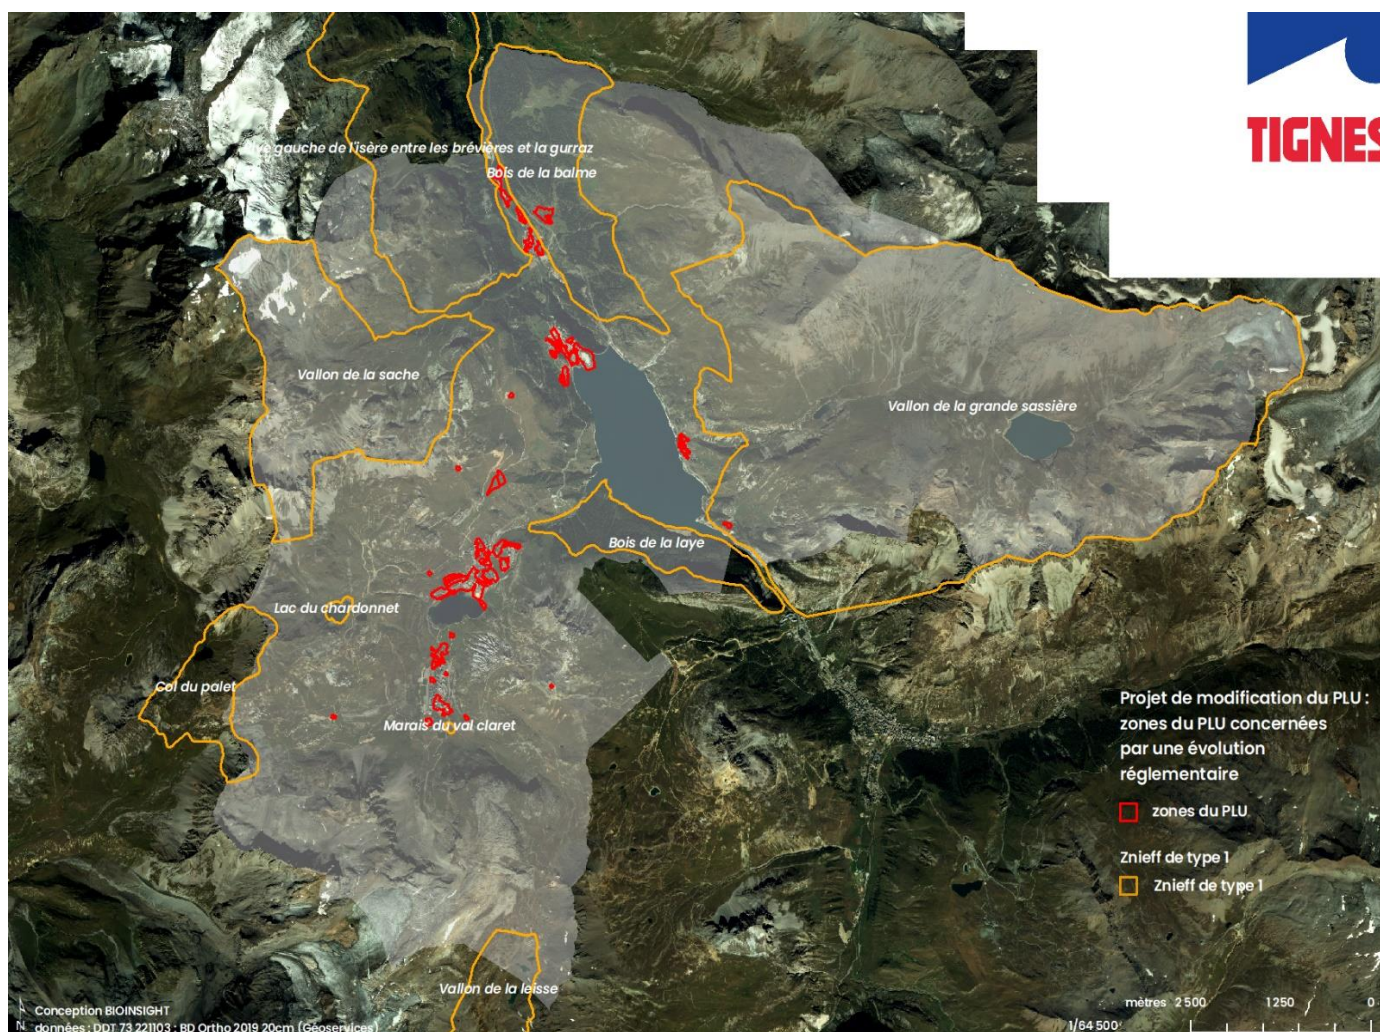 TIGNES
gauche de l'isère entre les brévières et la gurraz
Bois de la balme
Vallon de la sache
Vallon de la grande sassière
Bois de la laye
Lac du chardonnet
Col du palet
Marais du val claret
Projet de modification du PLU :
zones du PLU concernées
par une évolution
réglementaire
zones du PLU
Znieff de type 1
Znieff de type 1
Vallon de la leisse
mètres 2 500 1 250 0
1/64 500
Conception BIOINSIGHT
N
données : DDT 73 221103 ; BD Ortho 2019 20cm (Géoservices)